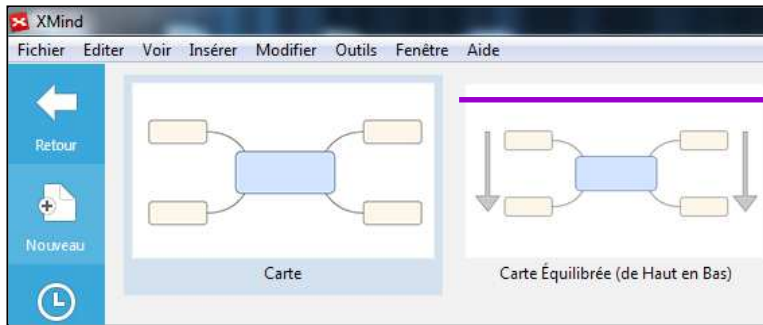 XMind
Fichier Editer Voir Insérer Modifier Outils Fenêtre Aide
Retour
Nouveau
Carte
Carte Équilibrée (de Haut en Bas)